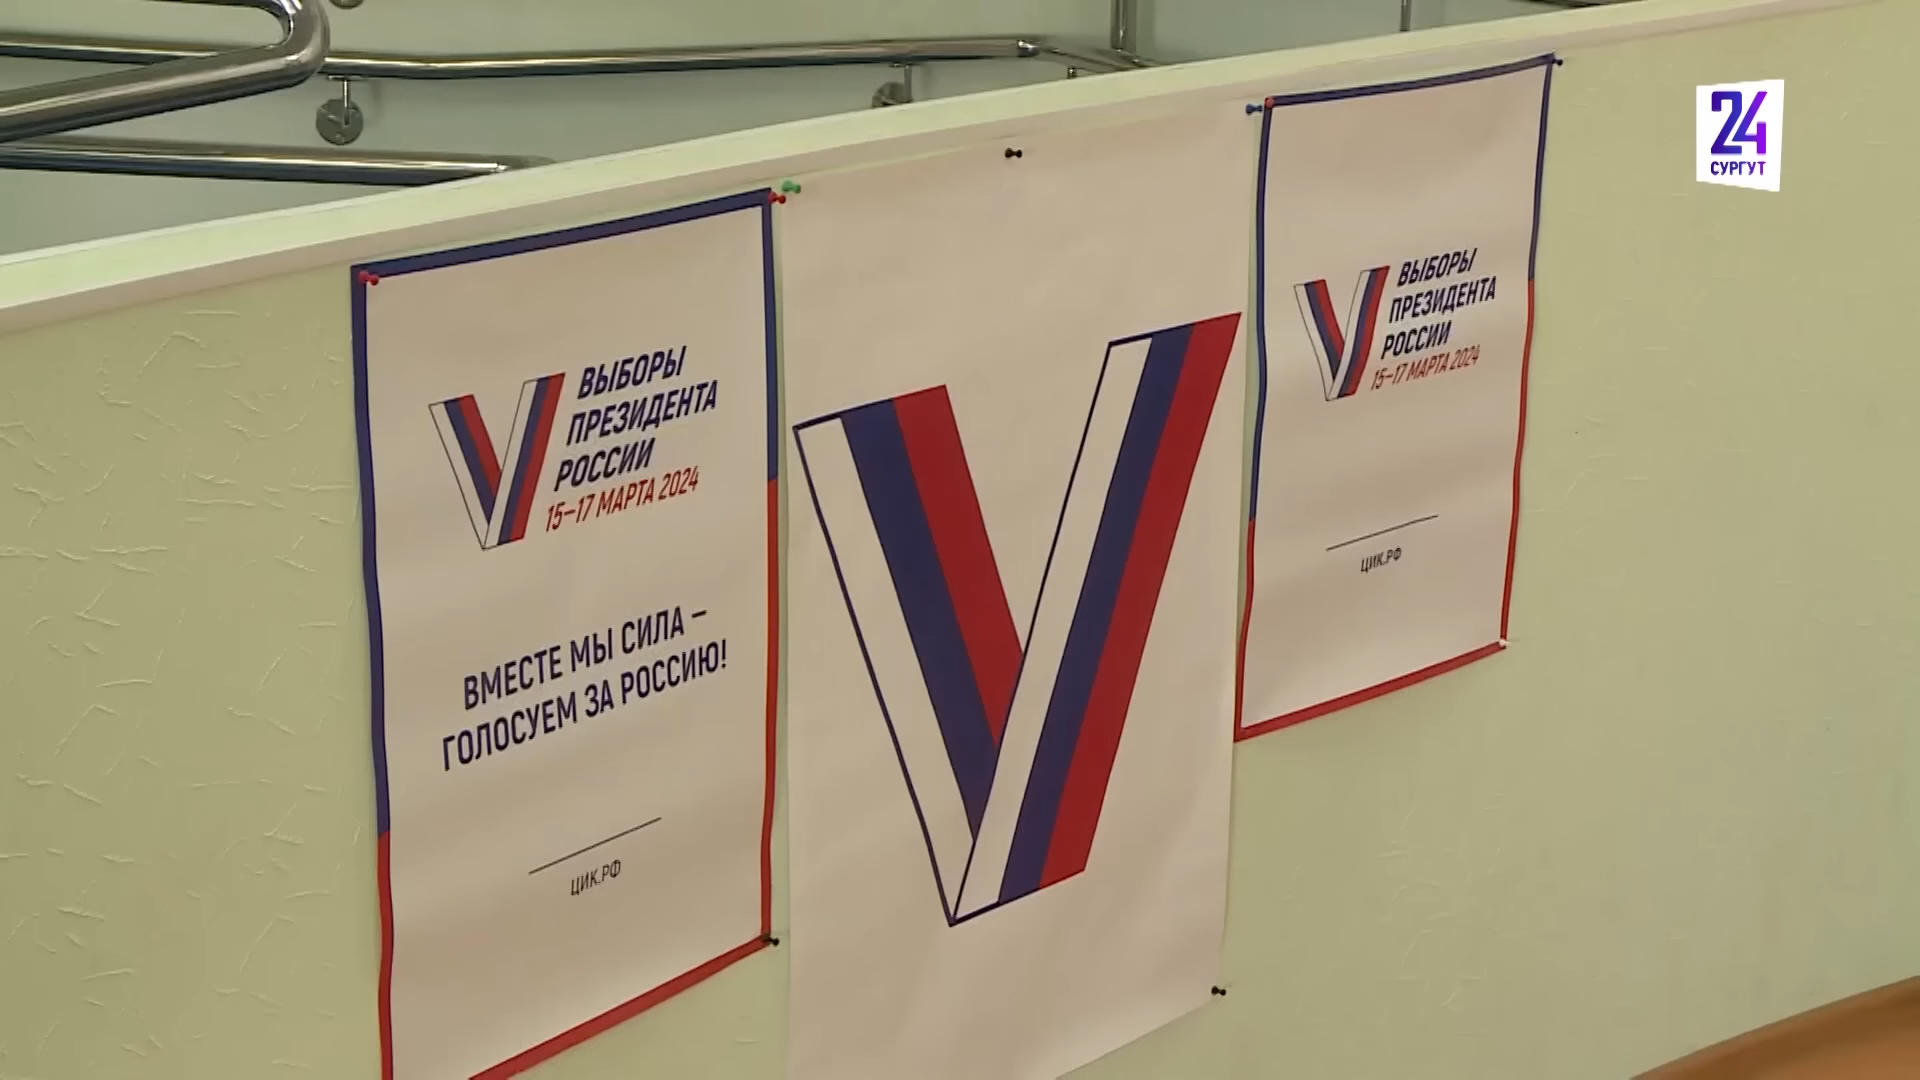 ВЫБОРЫ
ПРЕЗИДЕНТА
РОССИИ
15–17 МАРТА 2024
ВМЕСТЕ МЫ СИЛА –
ГОЛОСУЕМ ЗА РОССИЮ!
ЦИК.РФ
V
ВЫБОРЫ
ПРЕЗИДЕНТА
РОССИИ
15–17 МАРТА 2024
ЦИК.РФ
24
СУРГУТ